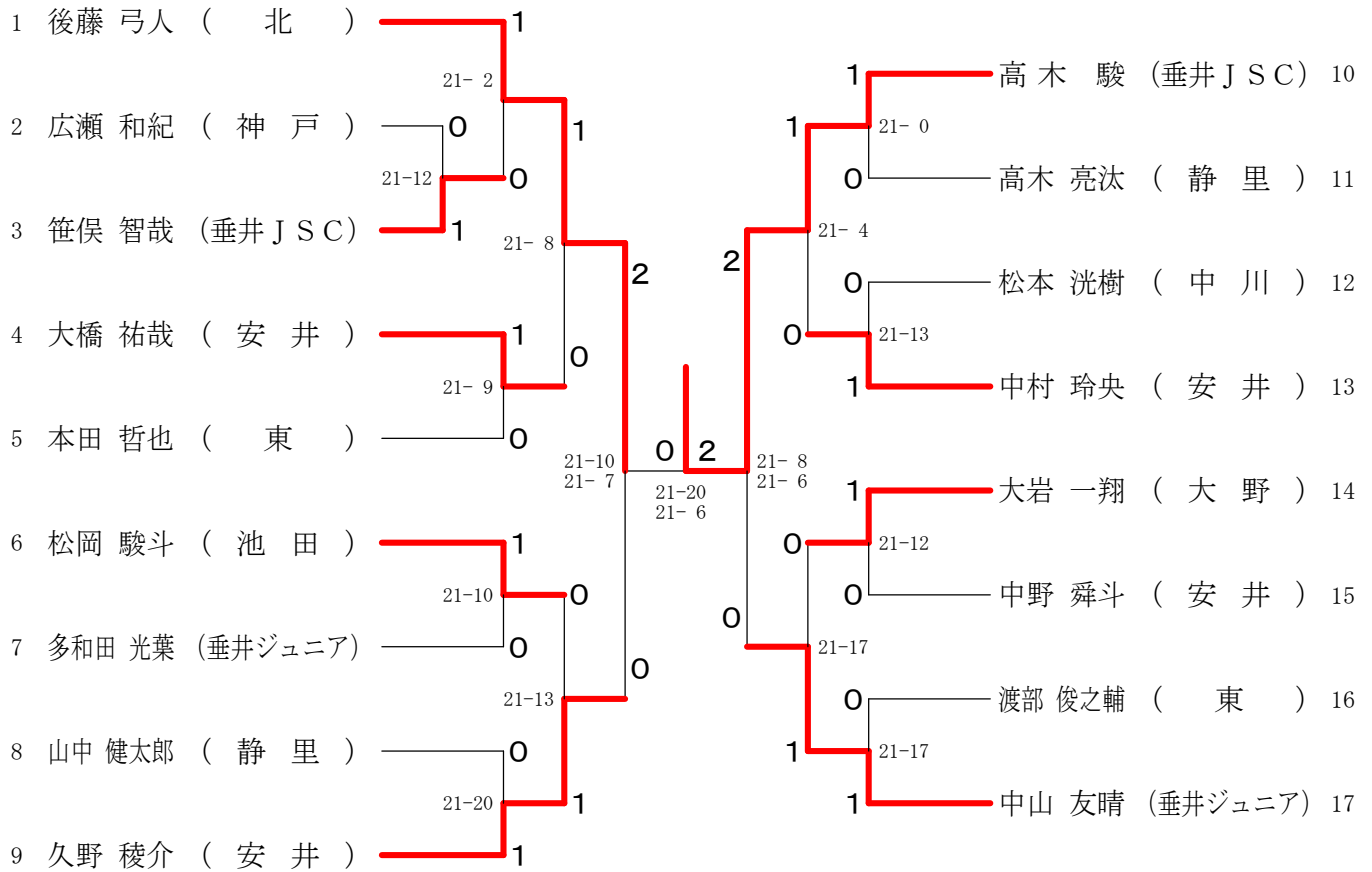 1 後藤 弓人 （ 北 ） 1
21- 2
2 広瀬 和紀 （ 神 戸 ） 0 1
21-12 0
3 笹俣 智哉 （垂井ＪＳＣ） 1
21- 8
2
4 大橋 祐哉 （ 安 井 ） 1
0
21- 9
5 本田 哲也 （ 東 ） 0
21-10
21- 7
6 松岡 駿斗 （ 池 田 ） 1
21-10 0
7 多和田 光葉 （垂井ジュニア） 0
0
21-13
8 山中 健太郎 （ 静 里 ） 0
21-20 1
9 久野 稜介 （ 安 井 ） 1
0 2
21-20
21- 6
1 高 木 駿 （垂井ＪＳＣ） 10
1 21- 0
0 高木 亮汰 （ 静 里 ） 11
21- 4
2
0 松本 洸樹 （ 中 川 ） 12
0 21-13
1 中村 玲央 （ 安 井 ） 13
21- 8
21- 6
1 大岩 一翔 （ 大 野 ） 14
0 21-12
0 中野 舜斗 （ 安 井 ） 15
0
21-17
0 渡部 俊之輔 （ 東 ） 16
1 21-17
1 中山 友晴 （垂井ジュニア） 17